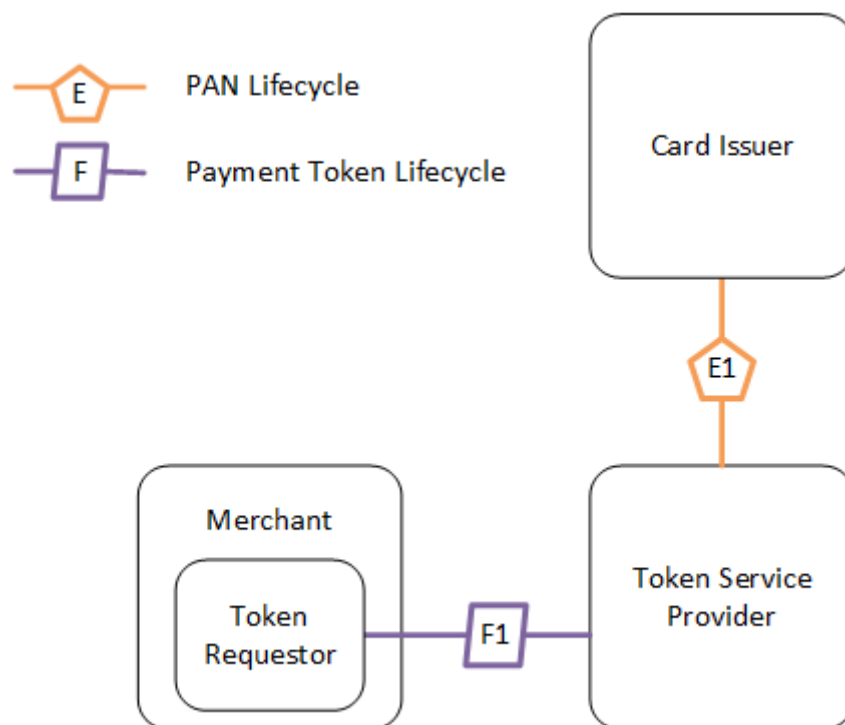 E
PAN Lifecycle
F
Payment Token Lifecycle
Card Issuer
E1
Merchant
Token
Requestor
F1
Token Service
Provider